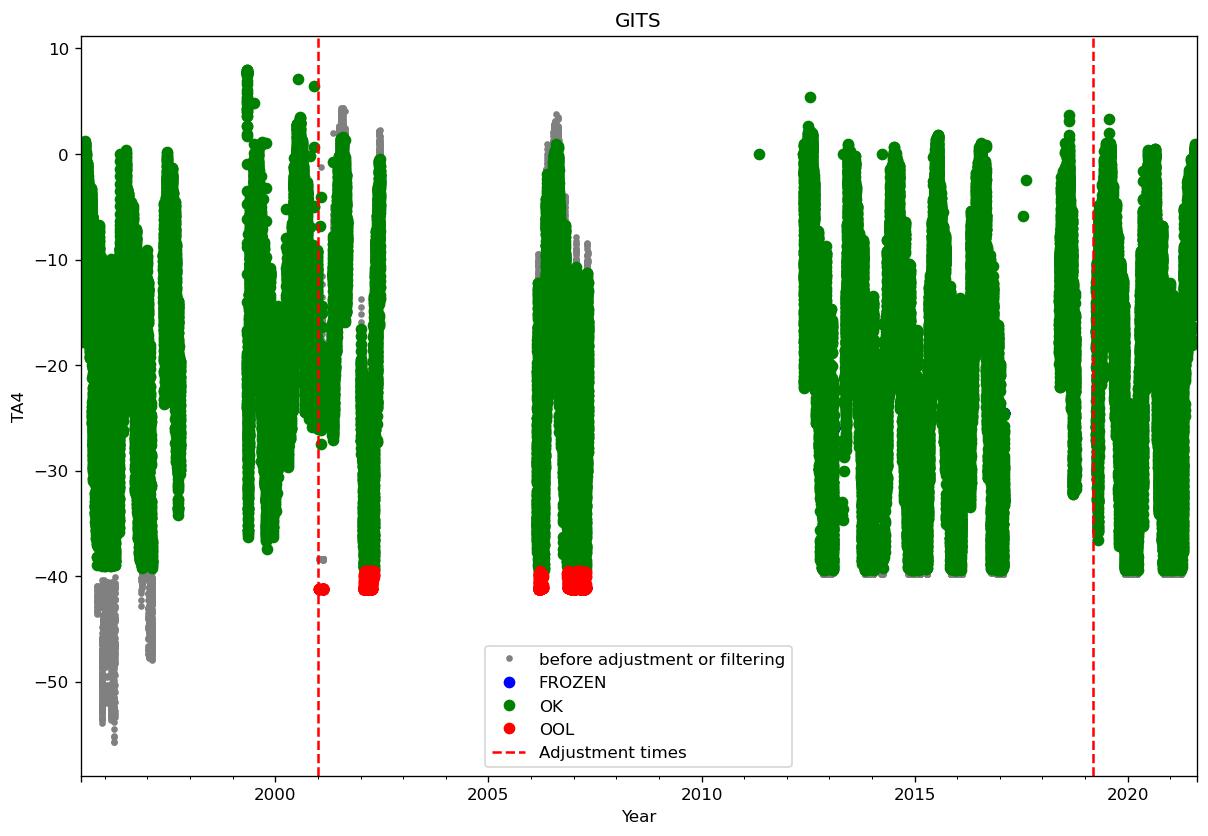 GITS
10
0
−10
−20
−30
−40
−50
TA4
2000
2005
2010
2015
2020
Year
before adjustment or filtering
FROZEN
OK
OOL
Adjustment times